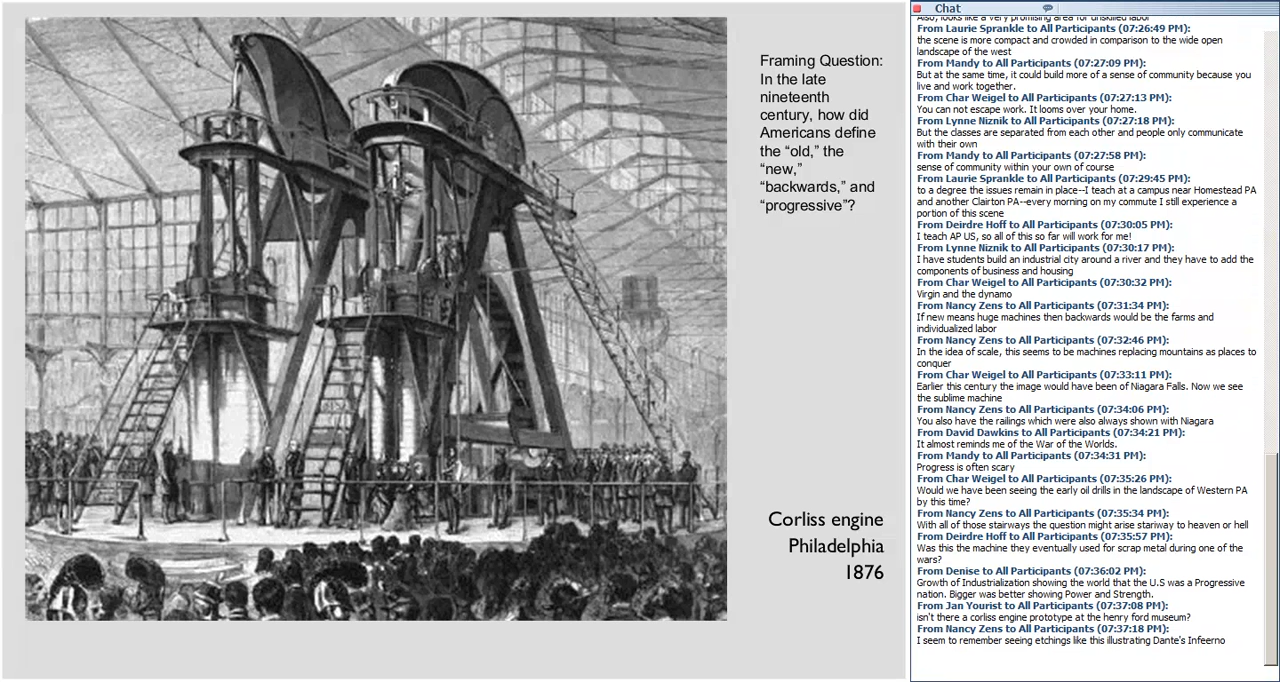 Framing Question:
In the late
nineteenth
century, how did
Americans define
the “old,” the
“new,”
“backwards,” and
“progressive”?
Corliss engine
Philadelphia
1876
Chat
Also, looks like a very promising area for unskilled labor
From Laurie Sprankle to All Participants (07:26:49 PM):
the scene is more compact and crowded in comparison to the wide open
landscape of the west
From Mandy to All Participants (07:27:09 PM):
But at the same time, it could build more of a sense of community because you
live and work together.
From Char Weigel to All Participants (07:27:13 PM):
You can not escape work. It looms over your home.
From Lynne Niznik to All Participants (07:27:18 PM):
But the classes are separated from each other and people only communicate
with their own
From Mandy to All Participants (07:27:58 PM):
sense of community within your own of course
From Laurie Sprankle to All Participants (07:29:45 PM):
to a degree the issues remain in place--I teach at a campus near Homestead PA
and another Clairton PA--every morning on my commute I still experience a
portion of this scene
From Deirdre Hoff to All Participants (07:30:05 PM):
I teach AP US, so all of this so far will work for me!
From Lynne Niznik to All Participants (07:30:17 PM):
I have students build an industrial city around a river and they have to add the
components of business and housing
From Char Weigel to All Participants (07:30:32 PM):
Virgin and the dynamo
From Nancy Zens to All Participants (07:31:34 PM):
If new means huge machines then backwards would be the farms and
individualized labor
From Nancy Zens to All Participants (07:32:46 PM):
In the idea of scale, this seems to be machines replacing mountains as places to
conquer
From Char Weigel to All Participants (07:33:11 PM):
Earlier this century the image would have been of Niagara Falls. Now we see
the sublime machine
From Nancy Zens to All Participants (07:34:06 PM):
You also have the railings which were also always shown with Niagara
From David Dawkins to All Participants (07:34:21 PM):
It almost reminds me of the War of the Worlds.
From Mandy to All Participants (07:34:31 PM):
Progress is often scary
From Char Weigel to All Participants (07:35:26 PM):
Would we have been seeing the early oil drills in the landscape of Western PA
by this time?
From Nancy Zens to All Participants (07:35:34 PM):
With all of those stairways the question might arise stariway to heaven or hell
From Deirdre Hoff to All Participants (07:35:57 PM):
Was this the machine they eventually used for scrap metal during one of the
wars?
From Denise to All Participants (07:36:02 PM):
Growth of Industrialization showing the world that the U.S was a Progressive
nation. Bigger was better showing Power and Strength.
From Jan Yourist to All Participants (07:37:08 PM):
isn't there a corliss engine prototype at the henry ford museum?
From Nancy Zens to All Participants (07:37:18 PM):
I seem to remember seeing etchings like this illustrating Dante's Infeerno